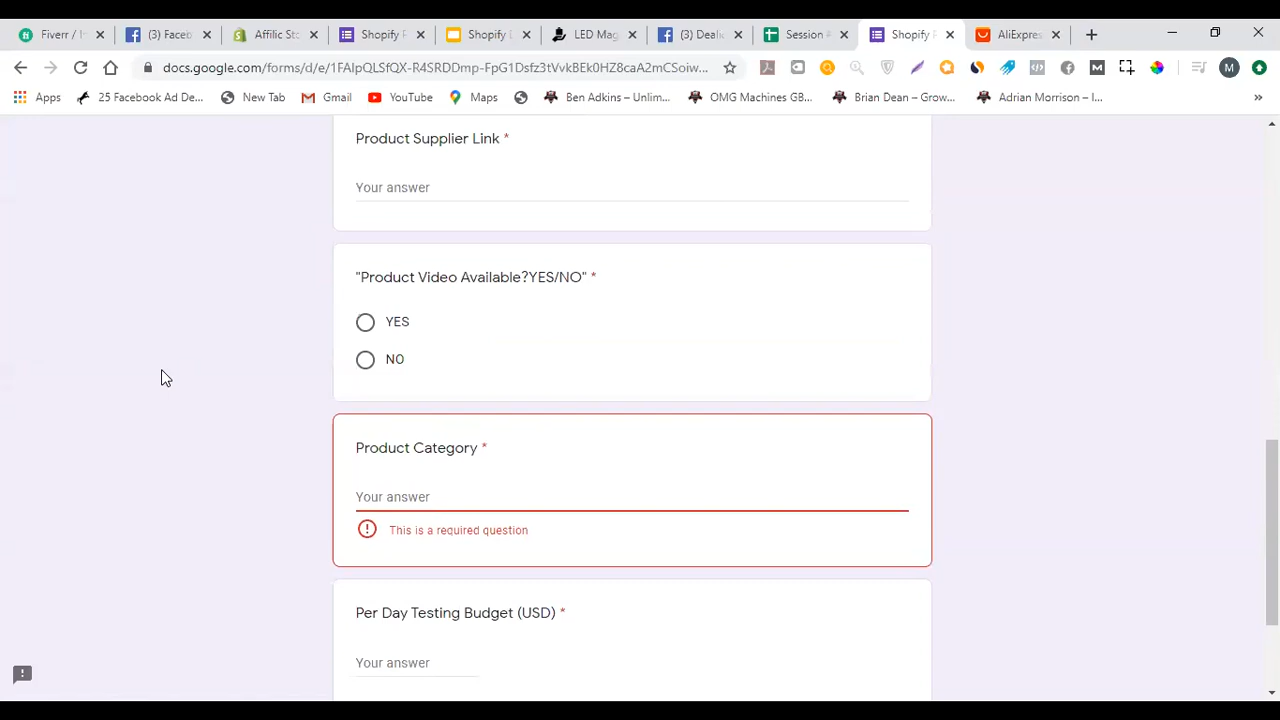 Fiverr / H
(3) Faceb
Affilic Sto
Shopify F
Shopify L
LED Mag
(3) Deale
Session #
Shopify F
AliExpres
docs.google.com/forms/d/e/1FAIpQLSfQX-R4SRDDmp-FpG1Dsfz3tVvkBEk0HZ8caA2mCSoiw...
M
Apps
25 Facebook Ad De...
New Tab
Gmail
YouTube
Maps
Ben Adkins – Unlim...
OMG Machines GB...
Brian Dean – Grow...
Adrian Morrison – I...
»
Product Supplier Link *
Your answer
"Product Video Available?YES/NO" *
YES
NO
Product Category *
Your answer
This is a required question
Per Day Testing Budget (USD) *
Your answer